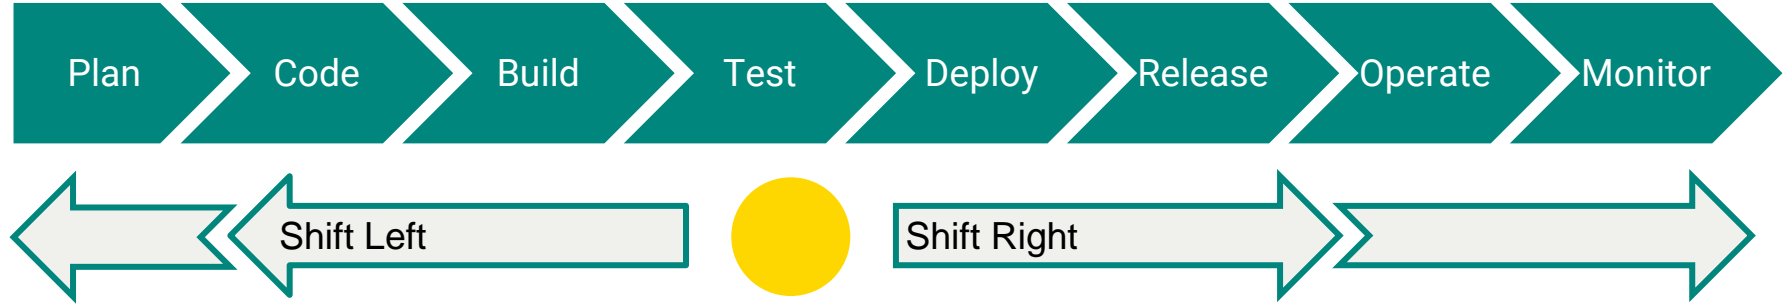 Plan Code Build Test Deploy Release Operate Monitor
Shift Left Shift Right